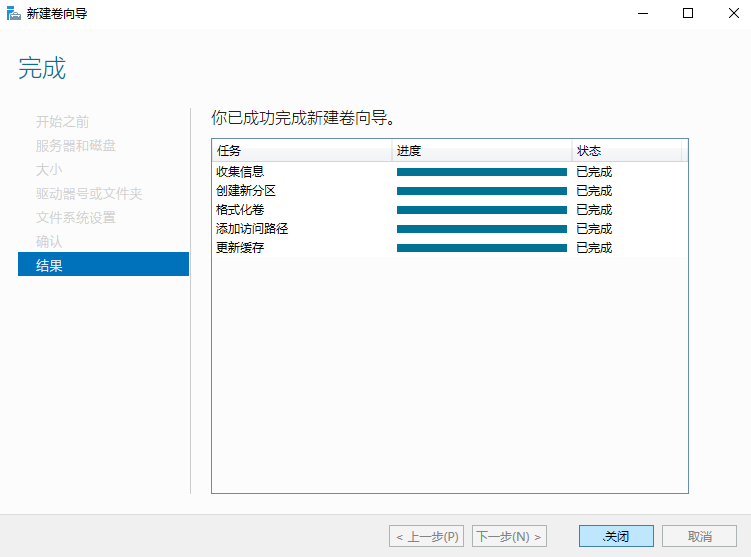 新建卷向导
完成
开始之前
服务器和磁盘
大小
驱动器号或文件夹
文件系统设置
确认
结果
你已成功完成新建卷向导。
任务 进度 状态
收集信息 已完成
创建新分区 已完成
格式化卷 已完成
添加访问路径 已完成
更新缓存 已完成
< 上一步(P) 下一步(N) > 关闭 取消